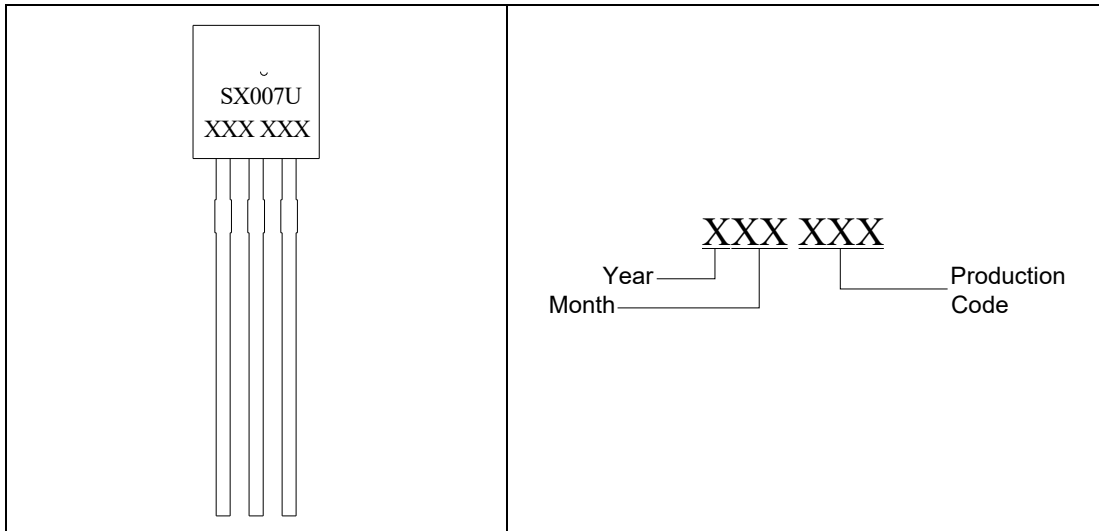 SX007U
XXX XXX
XXX XXX
Year
Month
Production
Code